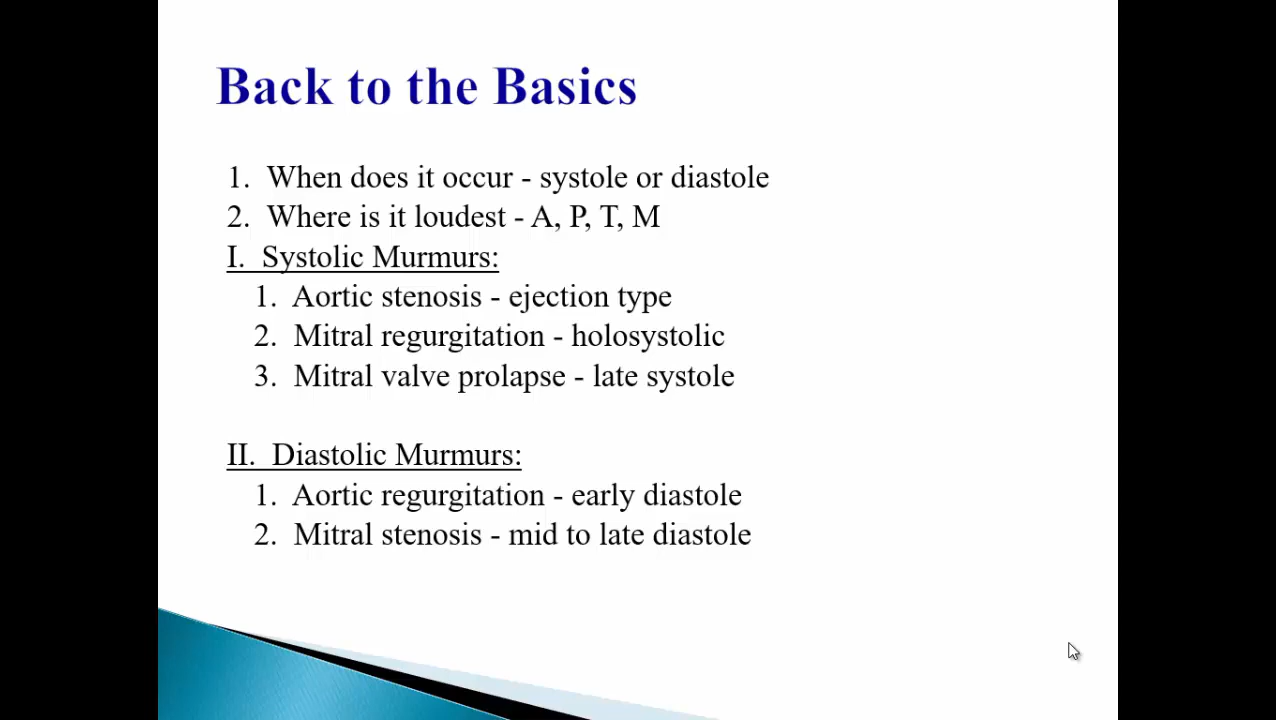 Back to the Basics
1. When does it occur - systole or diastole
2. Where is it loudest - A, P, T, M
I. Systolic Murmurs:
1. Aortic stenosis - ejection type
2. Mitral regurgitation - holosystolic
3. Mitral valve prolapse - late systole
II. Diastolic Murmurs:
1. Aortic regurgitation - early diastole
2. Mitral stenosis - mid to late diastole